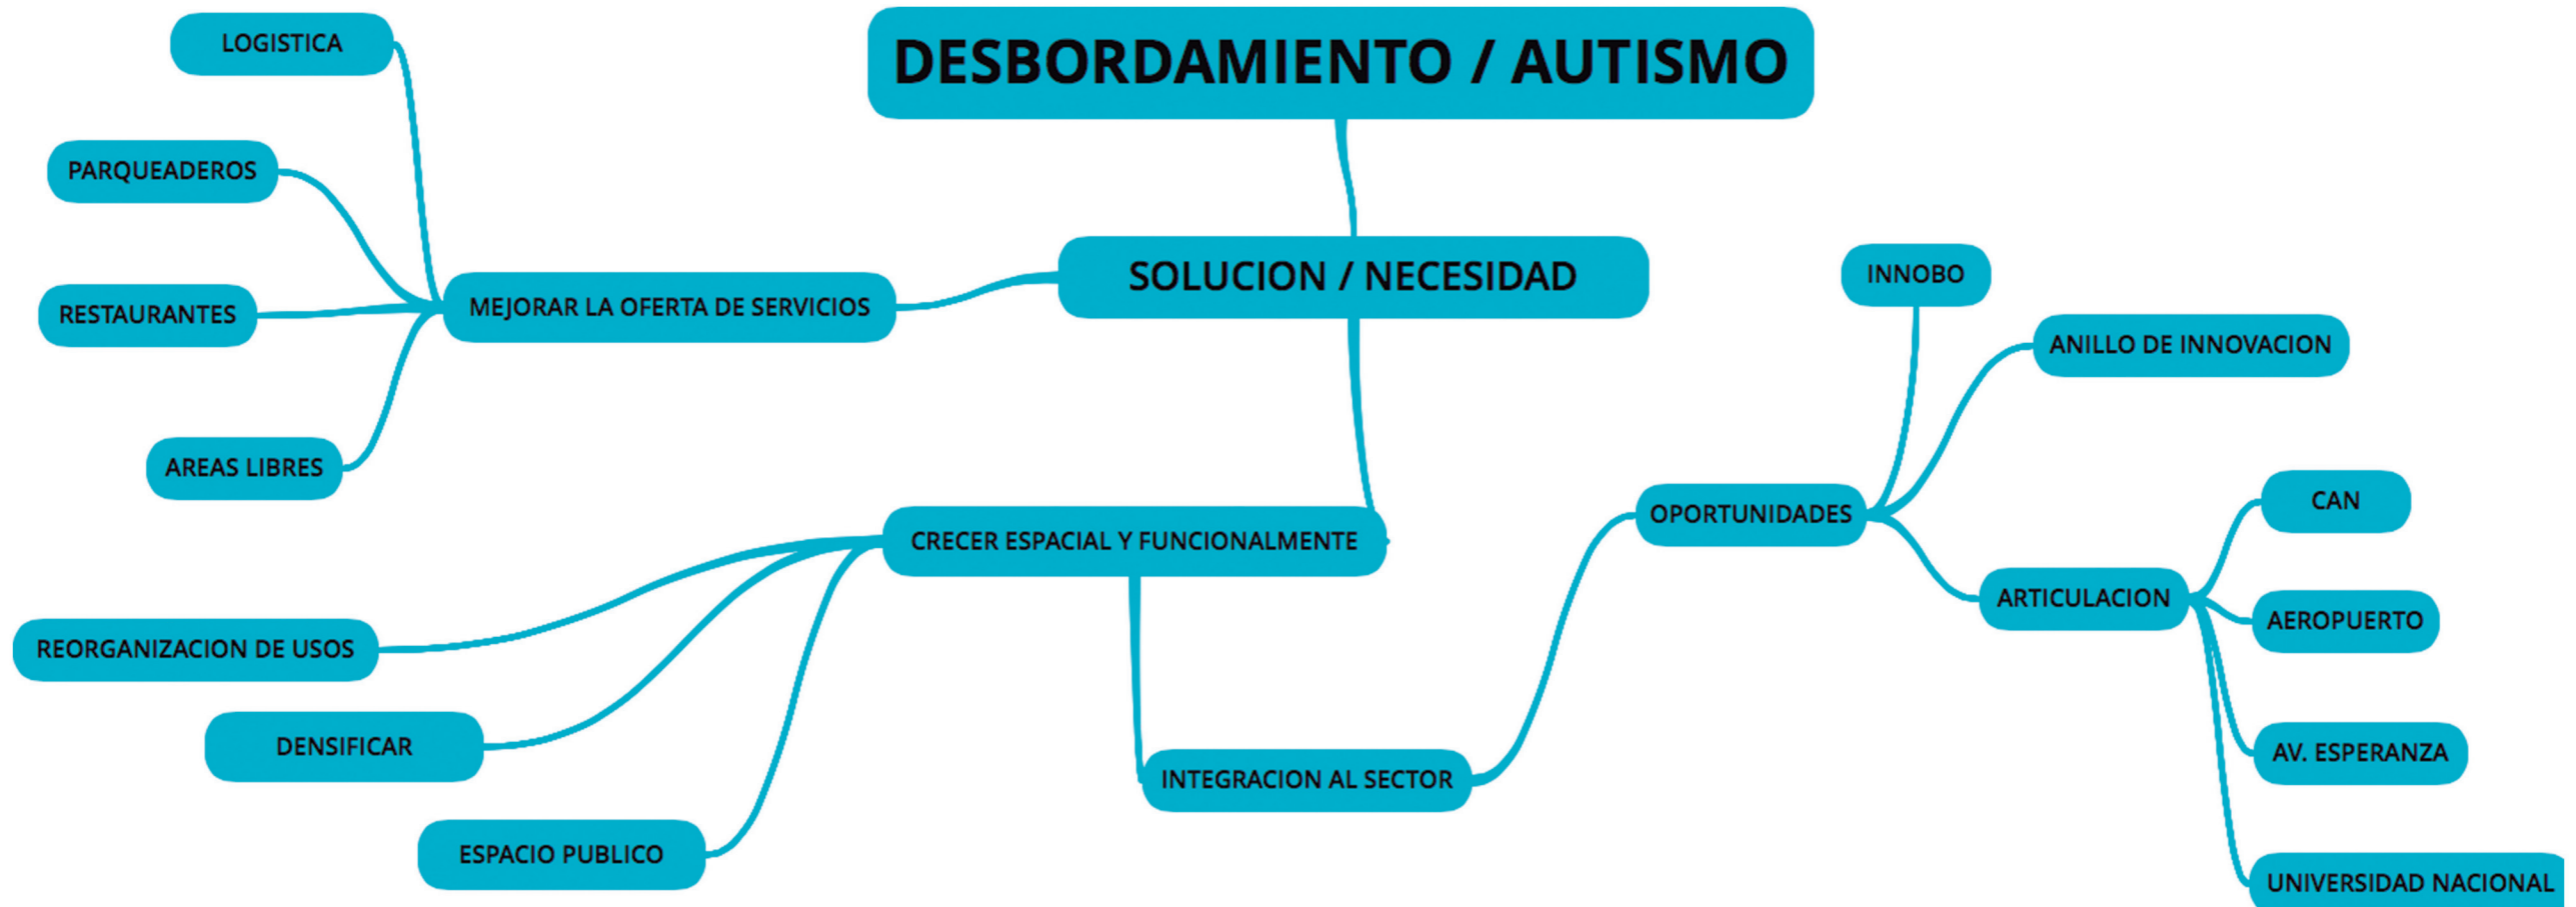 DESBORDAMIENTO / AUTISMO
SOLUCION / NECESIDAD
MEJORAR LA OFERTA DE SERVICIOS
LOGISTICA
PARQUEADEROS
RESTAURANTES
AREAS LIBRES
CRECER ESPACIAL Y FUNCIONALMENTE
REORGANIZACION DE USOS
DENSIFICAR
ESPACIO PUBLICO
INTEGRACION AL SECTOR
OPORTUNIDADES
INNOBO
ANILLO DE INNOVACION
ARTICULACION
CAN
AEROPUERTO
AV. ESPERANZA
UNIVERSIDAD NACIONAL